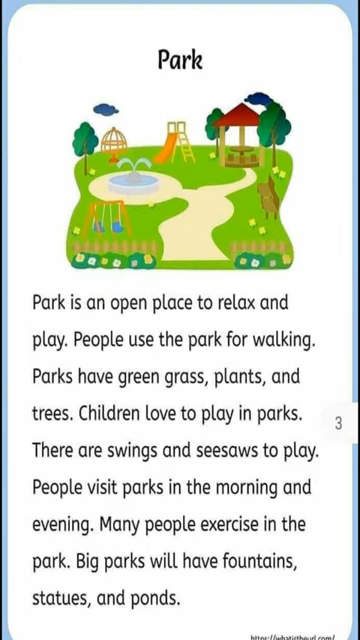 Park
Park is an open place to relax and
play. People use the park for walking.
Parks have green grass, plants, and
trees. Children love to play in parks.
3
There are swings and seesaws to play.
People visit parks in the morning and
evening. Many people exercise in the
park. Big parks will have fountains,
statues, and ponds.
https://whatistheurl.com/